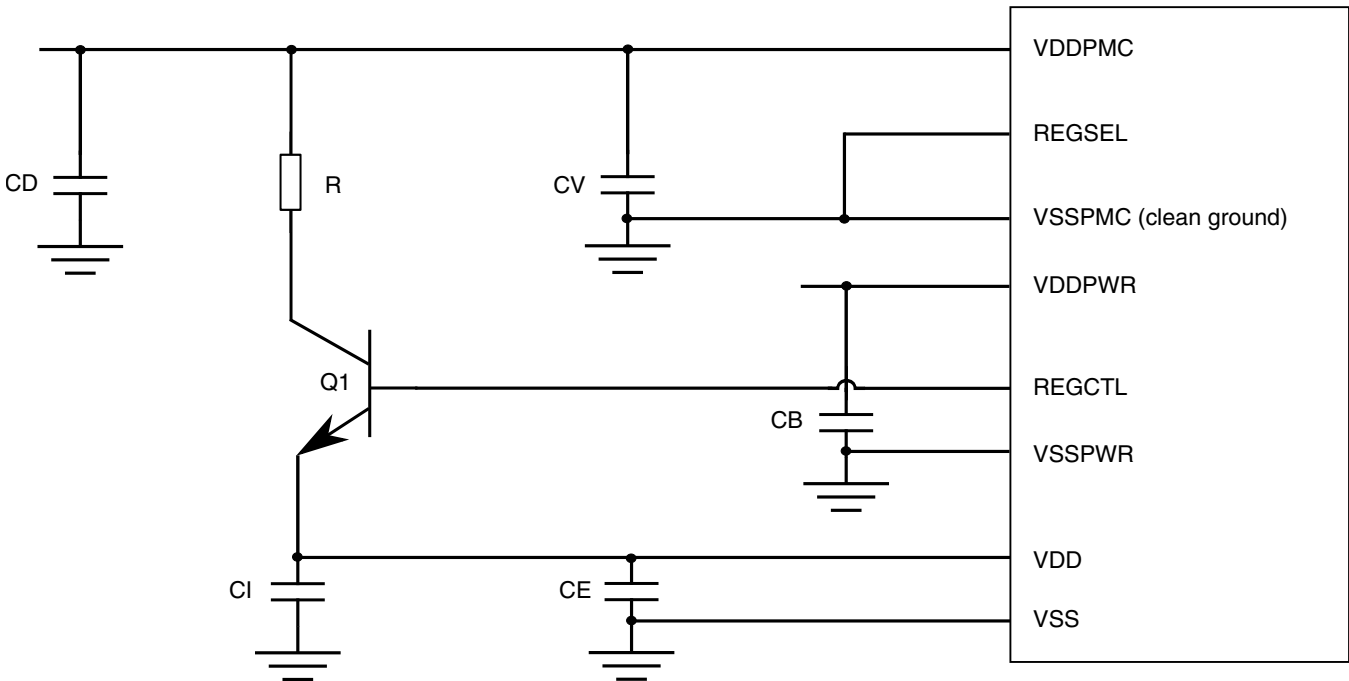 VDDPMC
REGSEL
CD
R
CV
VSSPMC (clean ground)
VDDPWR
Q1
REGCTL
CB
VSSPWR
VDD
CI
CE
VSS